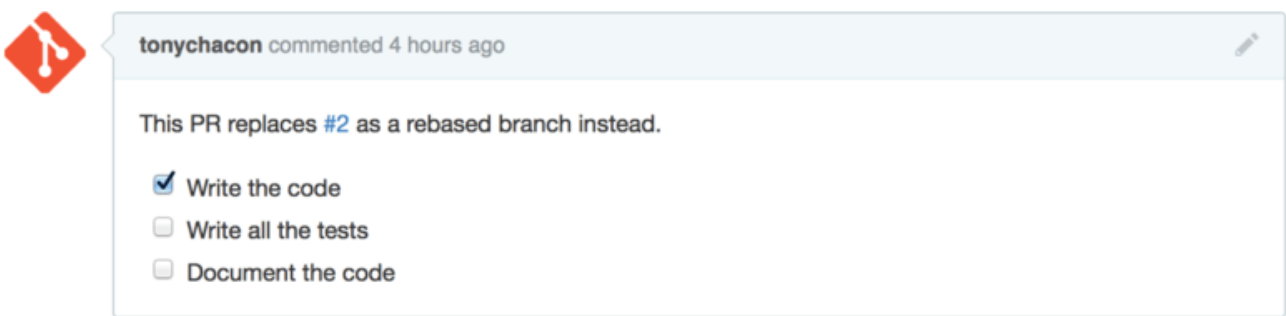 tonychacon commented 4 hours ago
This PR replaces #2 as a rebased branch instead.
Write the code
Write all the tests
Document the code